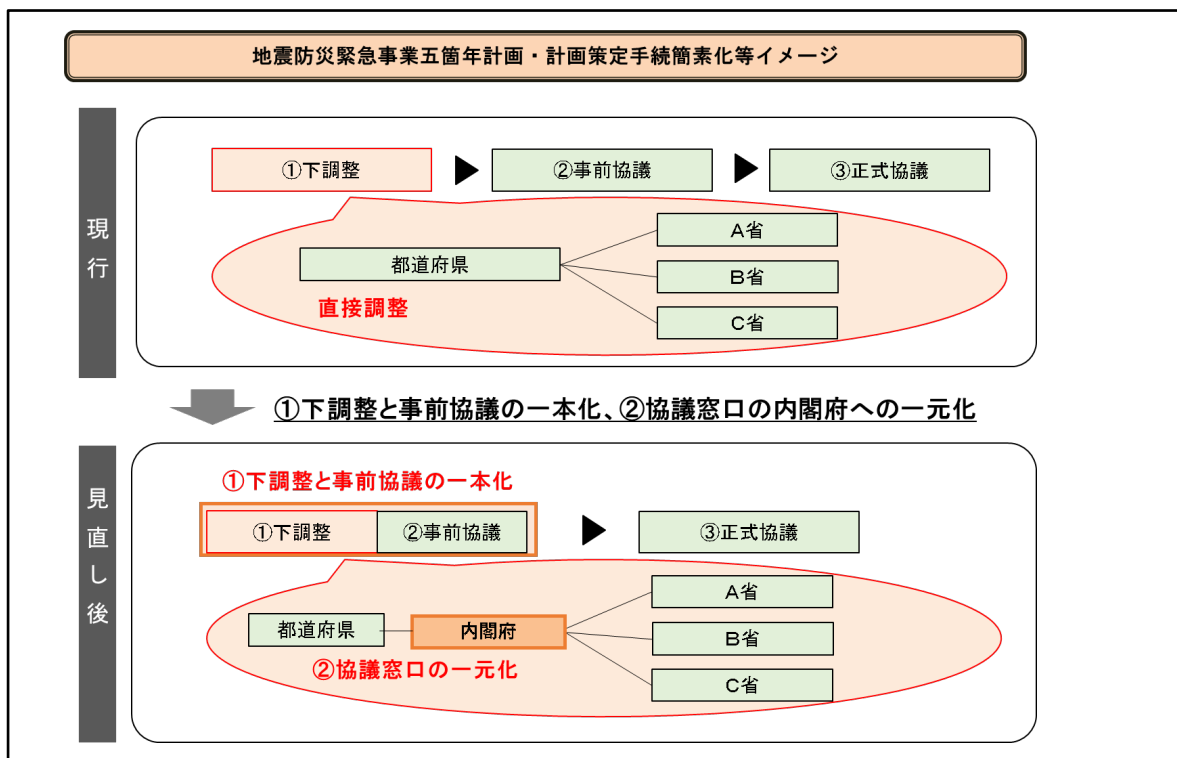 地震防災緊急事業五箇年計画・計画策定手続簡素化等イメージ
現行
①下調整
②事前協議
③正式協議
都道府県
A省
B省
C省
直接調整
①下調整と事前協議の一本化、②協議窓口の内閣府への一元化
見直し後
①下調整と事前協議の一本化
①下調整
②事前協議
③正式協議
都道府県
内閣府
A省
B省
C省
②協議窓口の一元化